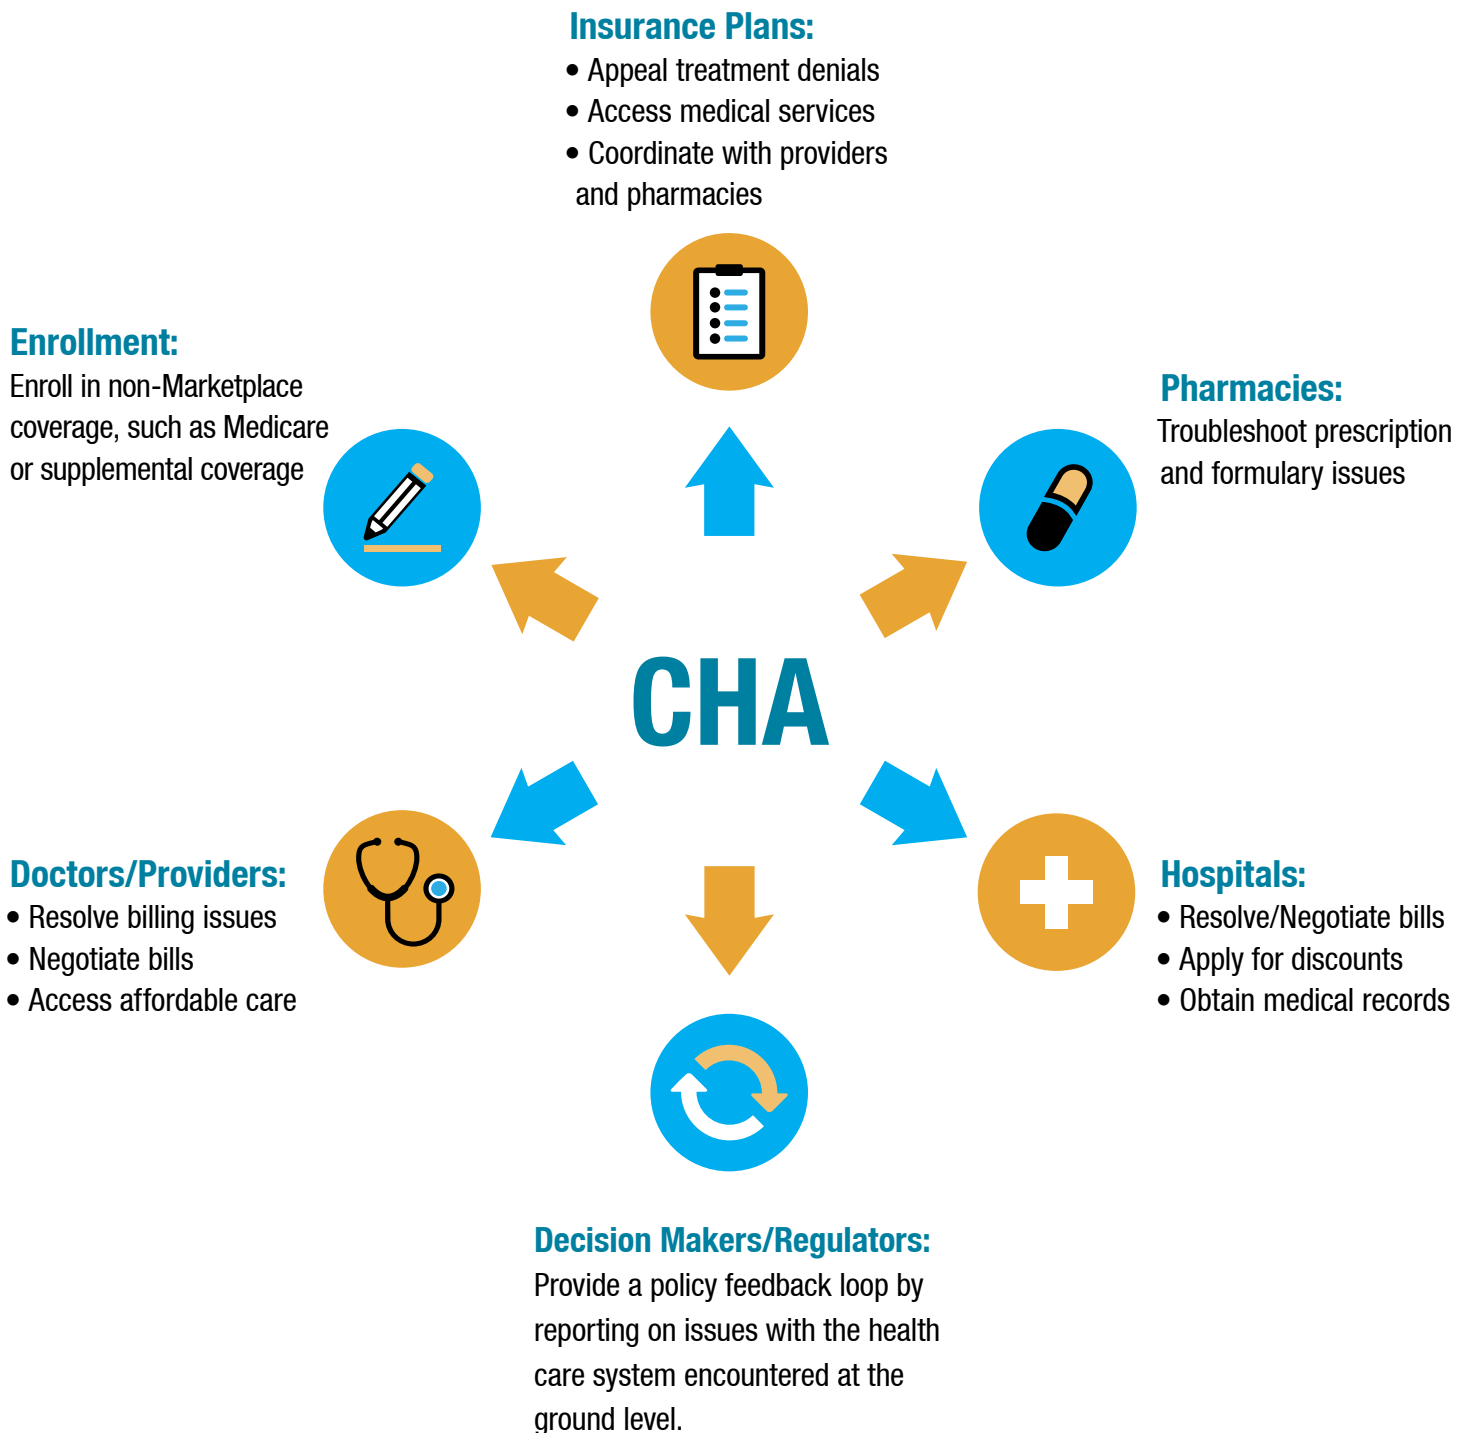 Insurance Plans:
• Appeal treatment denials
• Access medical services
• Coordinate with providers
and pharmacies
Enrollment:
Enroll in non-Marketplace
coverage, such as Medicare
or supplemental coverage
Pharmacies:
Troubleshoot prescription
and formulary issues
CHA
Doctors/Providers:
• Resolve billing issues
• Negotiate bills
• Access affordable care
Hospitals:
• Resolve/Negotiate bills
• Apply for discounts
• Obtain medical records
Decision Makers/Regulators:
Provide a policy feedback loop by
reporting on issues with the health
care system encountered at the
ground level.